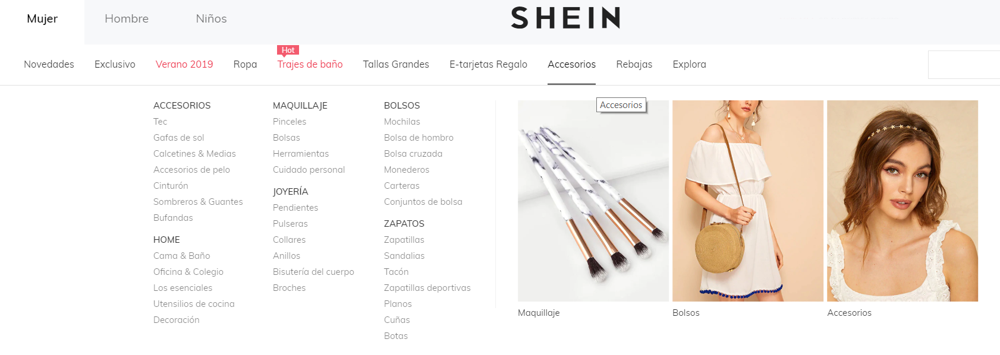 Mujer Hombre Niños SHEIN
Hot
Novedades Exclusivo Verano 2019 Ropa Trajes de baño Tallas Grandes E-tarjetas Regalo Accesorios Rebajas Explora
Accesorios
ACCESORIOS
Tec
Gafas de sol
Calcetines & Medias
Accesorios de pelo
Cinturón
Sombreros & Guantes
Bufandas
HOME
Cama & Baño
Oficina & Colegio
Los esenciales
Utensilios de cocina
Decoración
MAQUILLAJE
Pinceles
Bolsas
Herramientas
Cuidado personal
JOYERÍA
Pendientes
Pulseras
Collares
Anillos
Bisutería del cuerpo
Broches
BOLSOS
Mochilas
Bolsa de hombro
Bolsa cruzada
Monederos
Carteras
Conjuntos de bolsa
ZAPATOS
Zapatillas
Sandalias
Tacón
Zapatillas deportivas
Planos
Cuñas
Botas
Maquillaje
Bolsos
Accesorios